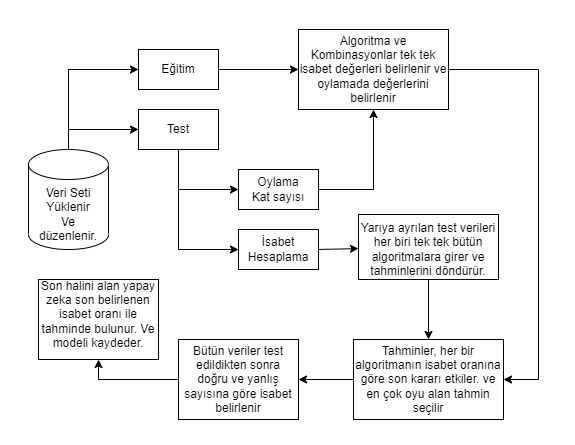 Eğitim
Algoritma ve
Kombinasyonlar tek tek
isabet değerleri belirlenir ve
oylamada değerlerini
belirlenir
Test
Veri Seti
Yüklenir
Ve
düzenlenir.
Oylama
Kat sayısı
İsabet
Hesaplama
Yarıya ayrılan test verileri
her biri tek tek bütün
algoritmalara girer ve
tahminlerini döndürür.
Son halini alan yapay
zeka son belirlenen
isabet oranı ile
tahminde bulunur. Ve
modeli kaydeder.
Bütün veriler test
edildikten sonra
doğru ve yanlış
sayısına göre isabet
belirlenir
Tahminler, her bir
algoritmanın isabet oranına
göre son kararı etkiler. ve
en çok oyu alan tahmin
seçilir